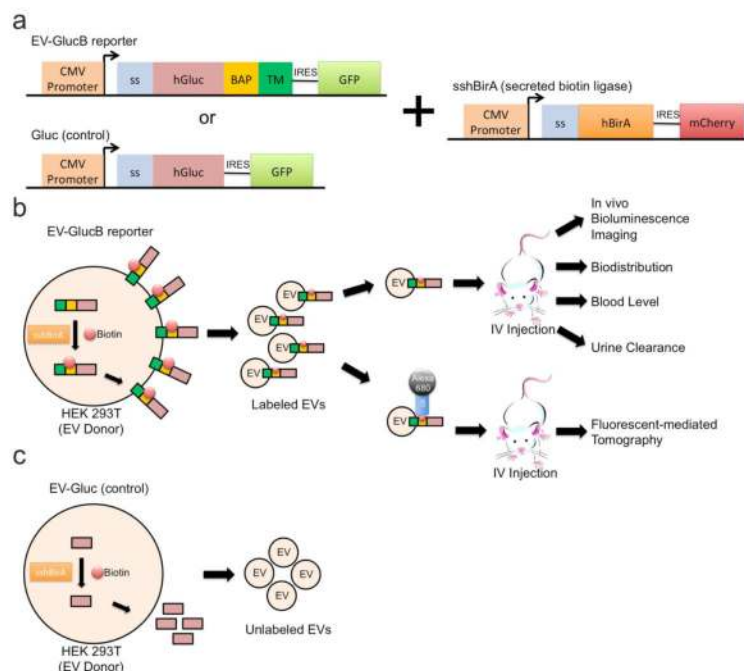 a
EV-GlucB reporter
CMV
Promoter
ss
hGluc
BAP
TM
IRES
GFP
or
Gluc (control)
CMV
Promoter
ss
hGluc
IRES
GFP
sshBirA (secreted biotin ligase)
CMV
Promoter
ss
hBirA
IRES
mCherry
b
EV-GlucB reporter
sshBirA
Biotin
HEK 293T
(EV Donor)
EV
EV
EV
EV
Labeled EVs
EV
IV Injection
In vivo
Bioluminescence
Imaging
Biodistribution
Blood Level
Urine Clearance
Alexa
680
EV
IV Injection
Fluorescent-mediated
Tomography
c
EV-Gluc (control)
sshBirA
Biotin
HEK 293T
(EV Donor)
EV
EV
EV
EV
Unlabeled EVs